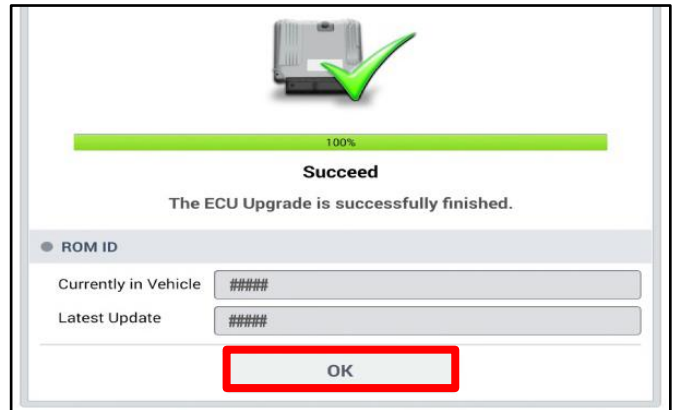 100%
Succeed
The ECU Upgrade is successfully finished.
ROM ID
Currently in Vehicle #####
Latest Update #####
OK